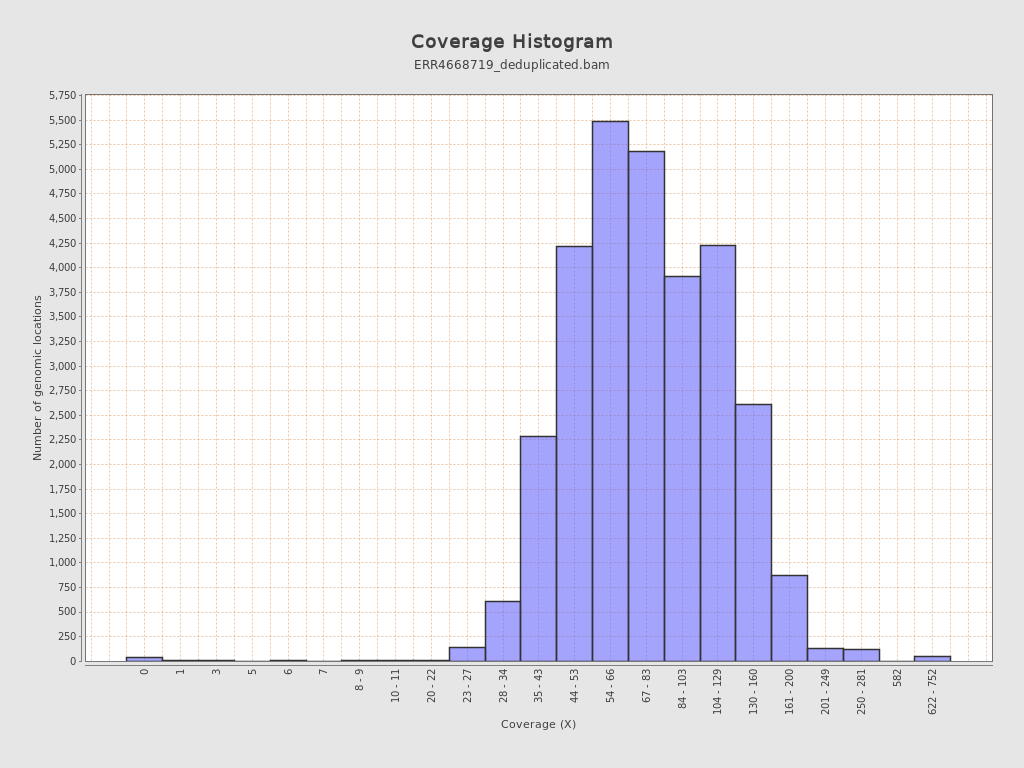 Coverage Histogram
ERR4668719_deduplicated.bam
5,750
5,500
5,250
5,000
4,750
4,500
4,250
4,000
3,750
3,500
3,250
3,000
2,750
2,500
2,250
2,000
1,750
1,500
1,250
1,000
750
500
250
0
Number of genomic locations
0
1
3
5
6
7
8 - 9
10 - 11
20 - 22
23 - 27
28 - 34
35 - 43
44 - 53
54 - 66
67 - 83
84 - 103
104 - 129
130 - 160
161 - 200
201 - 249
250 - 281
582
622 - 752
Coverage (X)